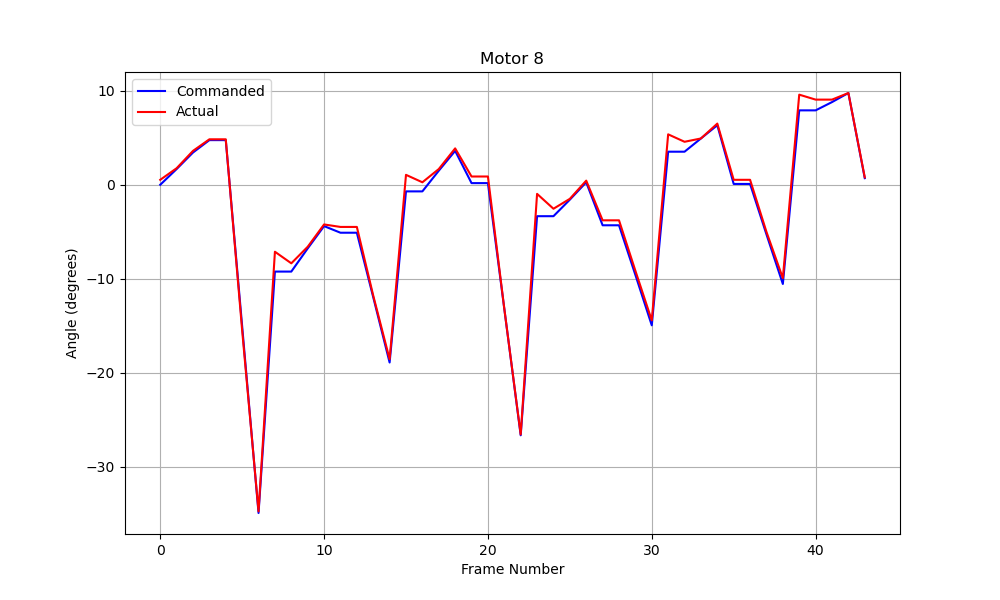 Motor 8
Commanded
Actual
10
0
−10
−20
−30
Angle (degrees)
0 10 20 30 40
Frame Number